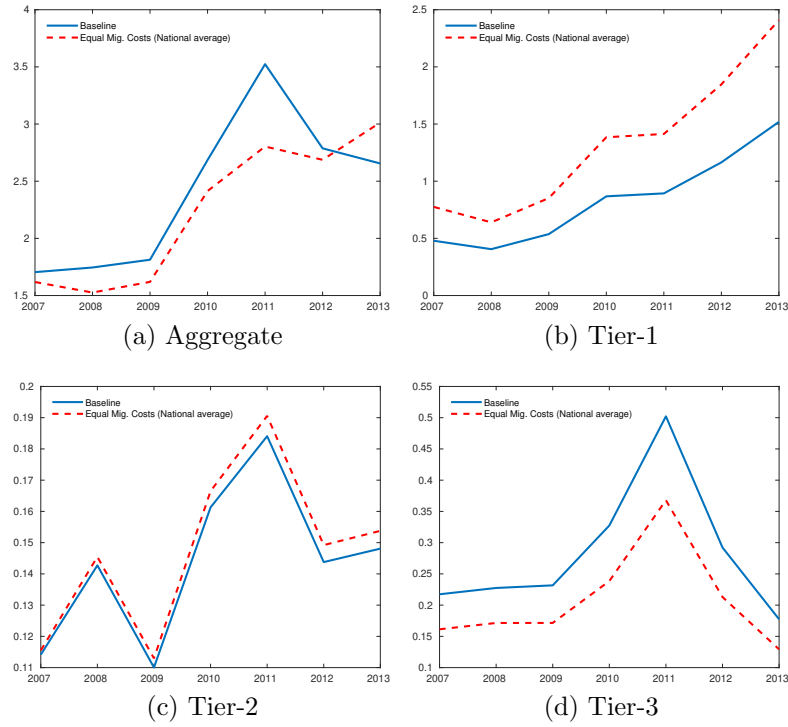 4
3.5
3
2.5
2
1.5
2007 2008 2009 2010 2011 2012 2013
Baseline
Equal Mig. Costs (National average)
(a) Aggregate
2.5
2
1.5
1
0.5
0
2007 2008 2009 2010 2011 2012 2013
Baseline
Equal Mig. Costs (National average)
(b) Tier-1
0.2
0.19
0.18
0.17
0.16
0.15
0.14
0.13
0.12
0.11
2007 2008 2009 2010 2011 2012 2013
Baseline
Equal Mig. Costs (National average)
(c) Tier-2
0.55
0.5
0.45
0.4
0.35
0.3
0.25
0.2
0.15
0.1
2007 2008 2009 2010 2011 2012 2013
Baseline
Equal Mig. Costs (National average)
(d) Tier-3